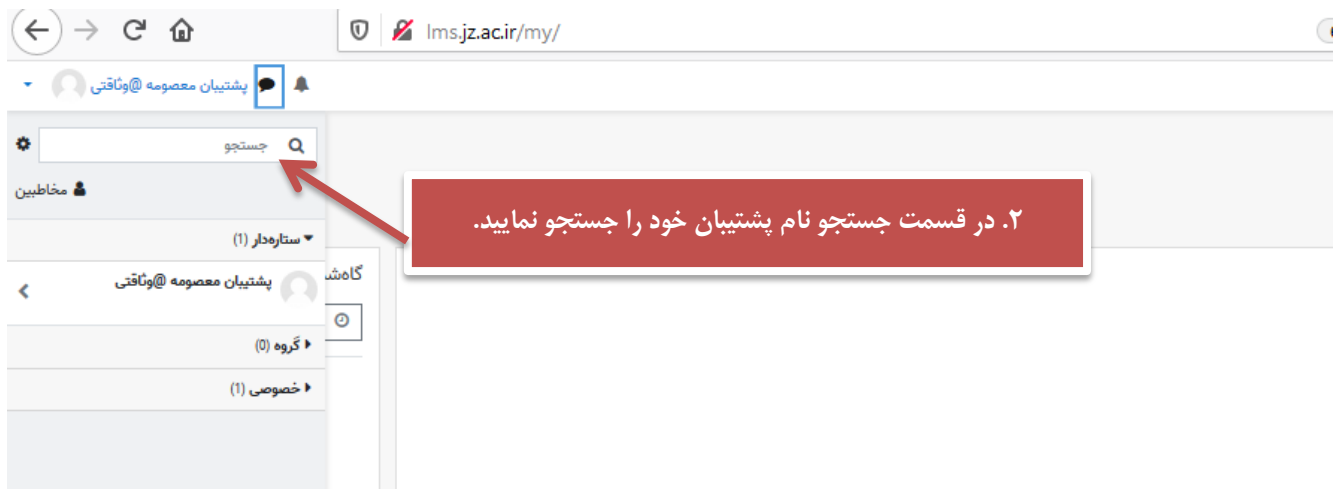 lms.jz.ac.ir/my/
پشتیبان معصومه @وثاقتی
جستجو
مخاطبین
۲. در قسمت جستجو نام پشتیبان خود را جستجو نمایید.
ستاره‌دار (1)
پشتیبان معصومه @وثاقتی
گروه (0)
خصوصی (1)